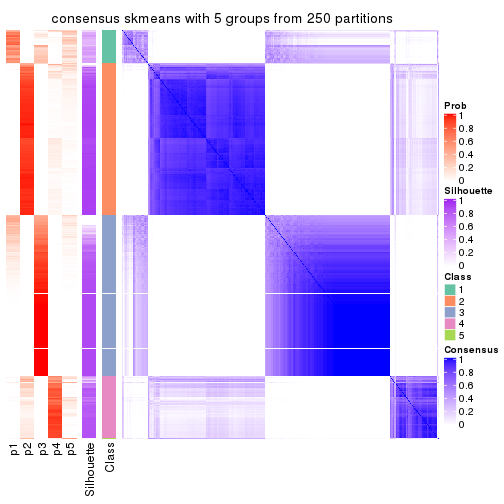 consensus skmeans with 5 groups from 250 partitions
Prob
1
0.8
0.6
0.4
0.2
0
Silhouette
1
0.8
0.6
0.4
0.2
0
Class
1
2
3
4
5
Consensus
1
0.8
0.6
0.4
0.2
0
p1
p2
p3
p4
p5
Silhouette
Class